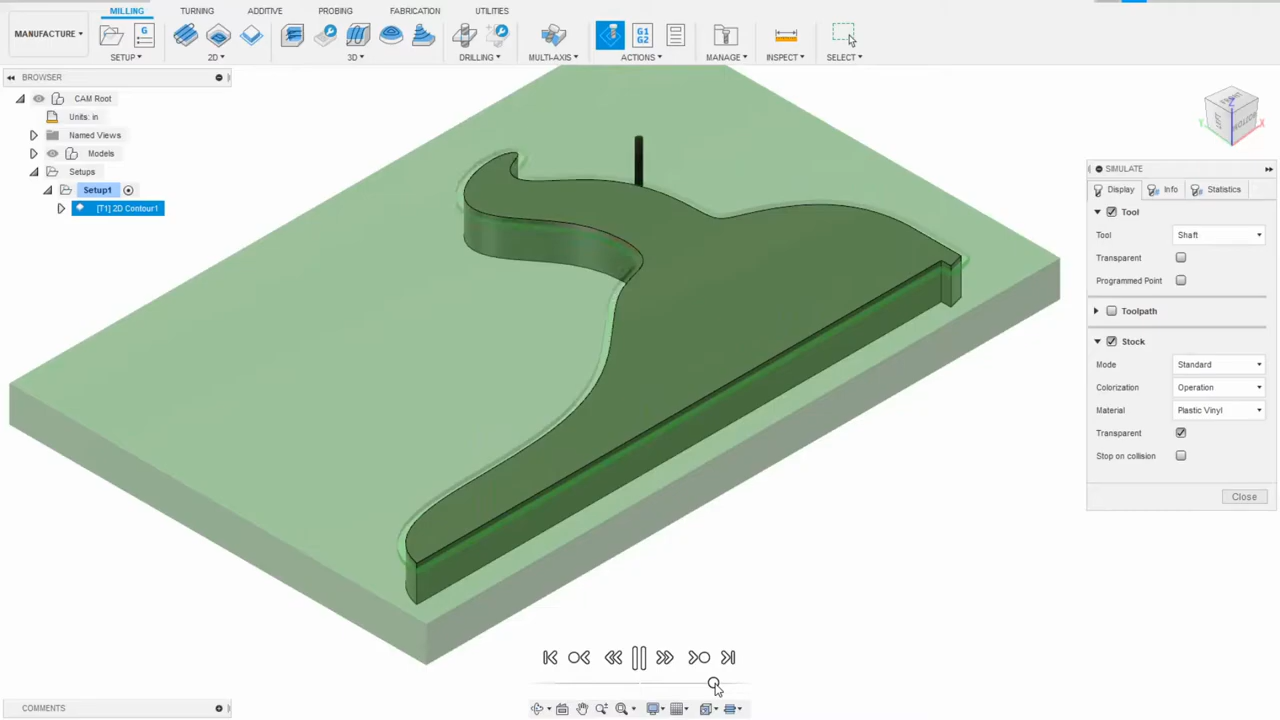 MILLING TURNING ADDITIVE PROBING FABRICATION UTILITIES
MANUFACTURE
G
G1
G2
SETUP 2D 3D DRILLING MULTI-AXIS ACTIONS MANAGE INSPECT SELECT
BROWSER
CAM Root
Units: in
Named Views
Models
Setups
Setup1
[T1] 2D Contour1
Z
Y
X
SIMULATE
Display Info Statistics
Tool
Tool Shaft
Transparent
Programmed Point
Toolpath
Stock
Mode Standard
Colorization Operation
Material Plastic Vinyl
Transparent
Stop on collision
Close
COMMENTS